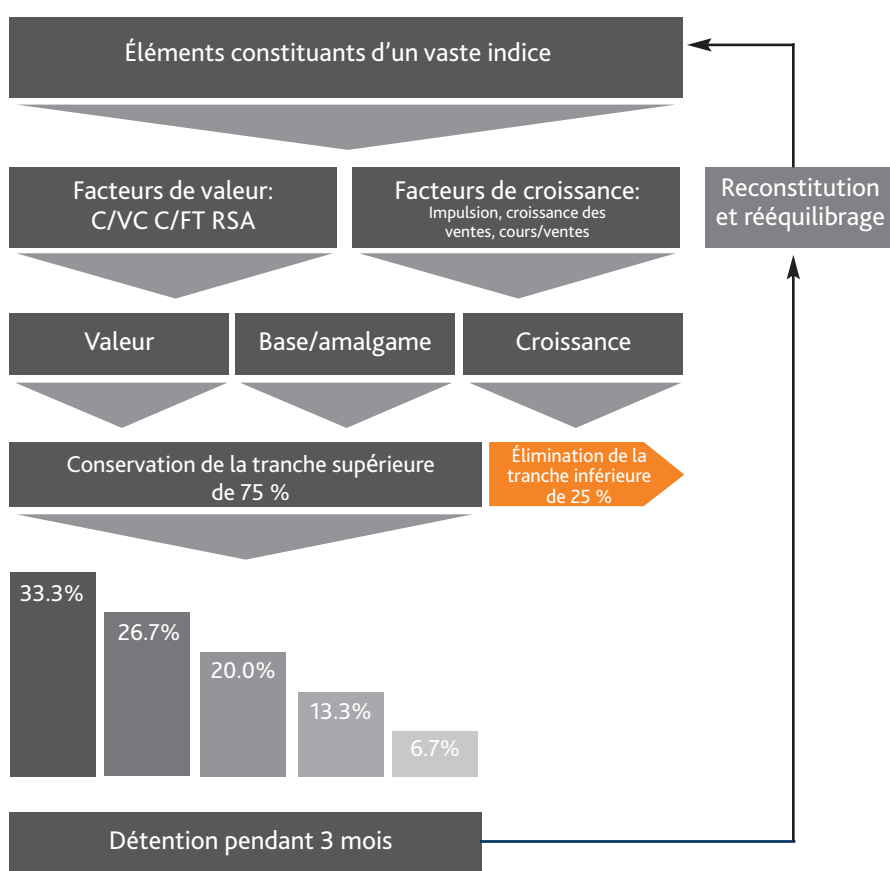 Éléments constituants d’un vaste indice
Facteurs de valeur:
C/VC C/FT RSA
Facteurs de croissance:
Impulsion, croissance des
ventes, cours/ventes
Reconstitution
et rééquilibrage
Valeur
Base/amalgame
Croissance
Conservation de la tranche supérieure
de 75 %
Élimination de la
tranche inférieure
de 25 %
33.3%
26.7%
20.0%
13.3%
6.7%
Détention pendant 3 mois